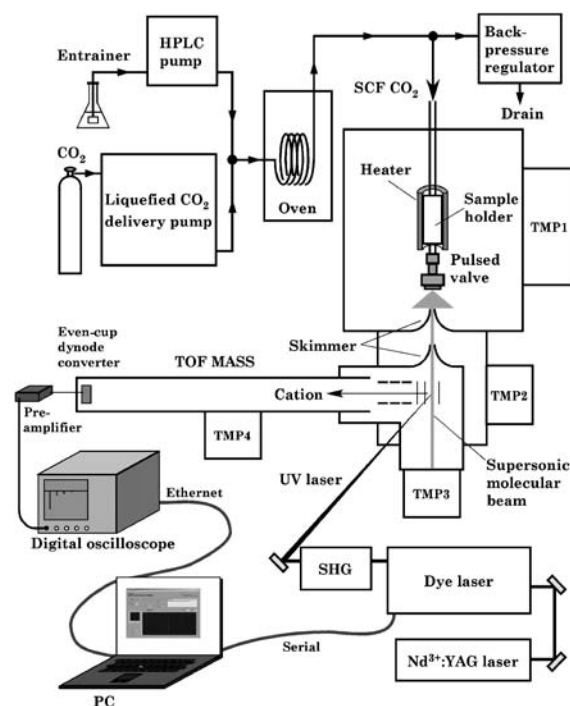 Entrainer
HPLC
pump
Back-
pressure
regulator
SCF CO₂
Drain
CO₂
Liquefied CO₂
delivery pump
Oven
Heater
Sample
holder
TMP1
Pulsed
valve
Even-cup
dynode
converter
TOF MASS
Skimmer
Cation
TMP2
Pre-
amplifier
TMP4
TMP3
Supersonic
molecular
beam
UV laser
Ethernet
Digital oscilloscope
SHG
Dye laser
Serial
Nd³⁺:YAG laser
PC